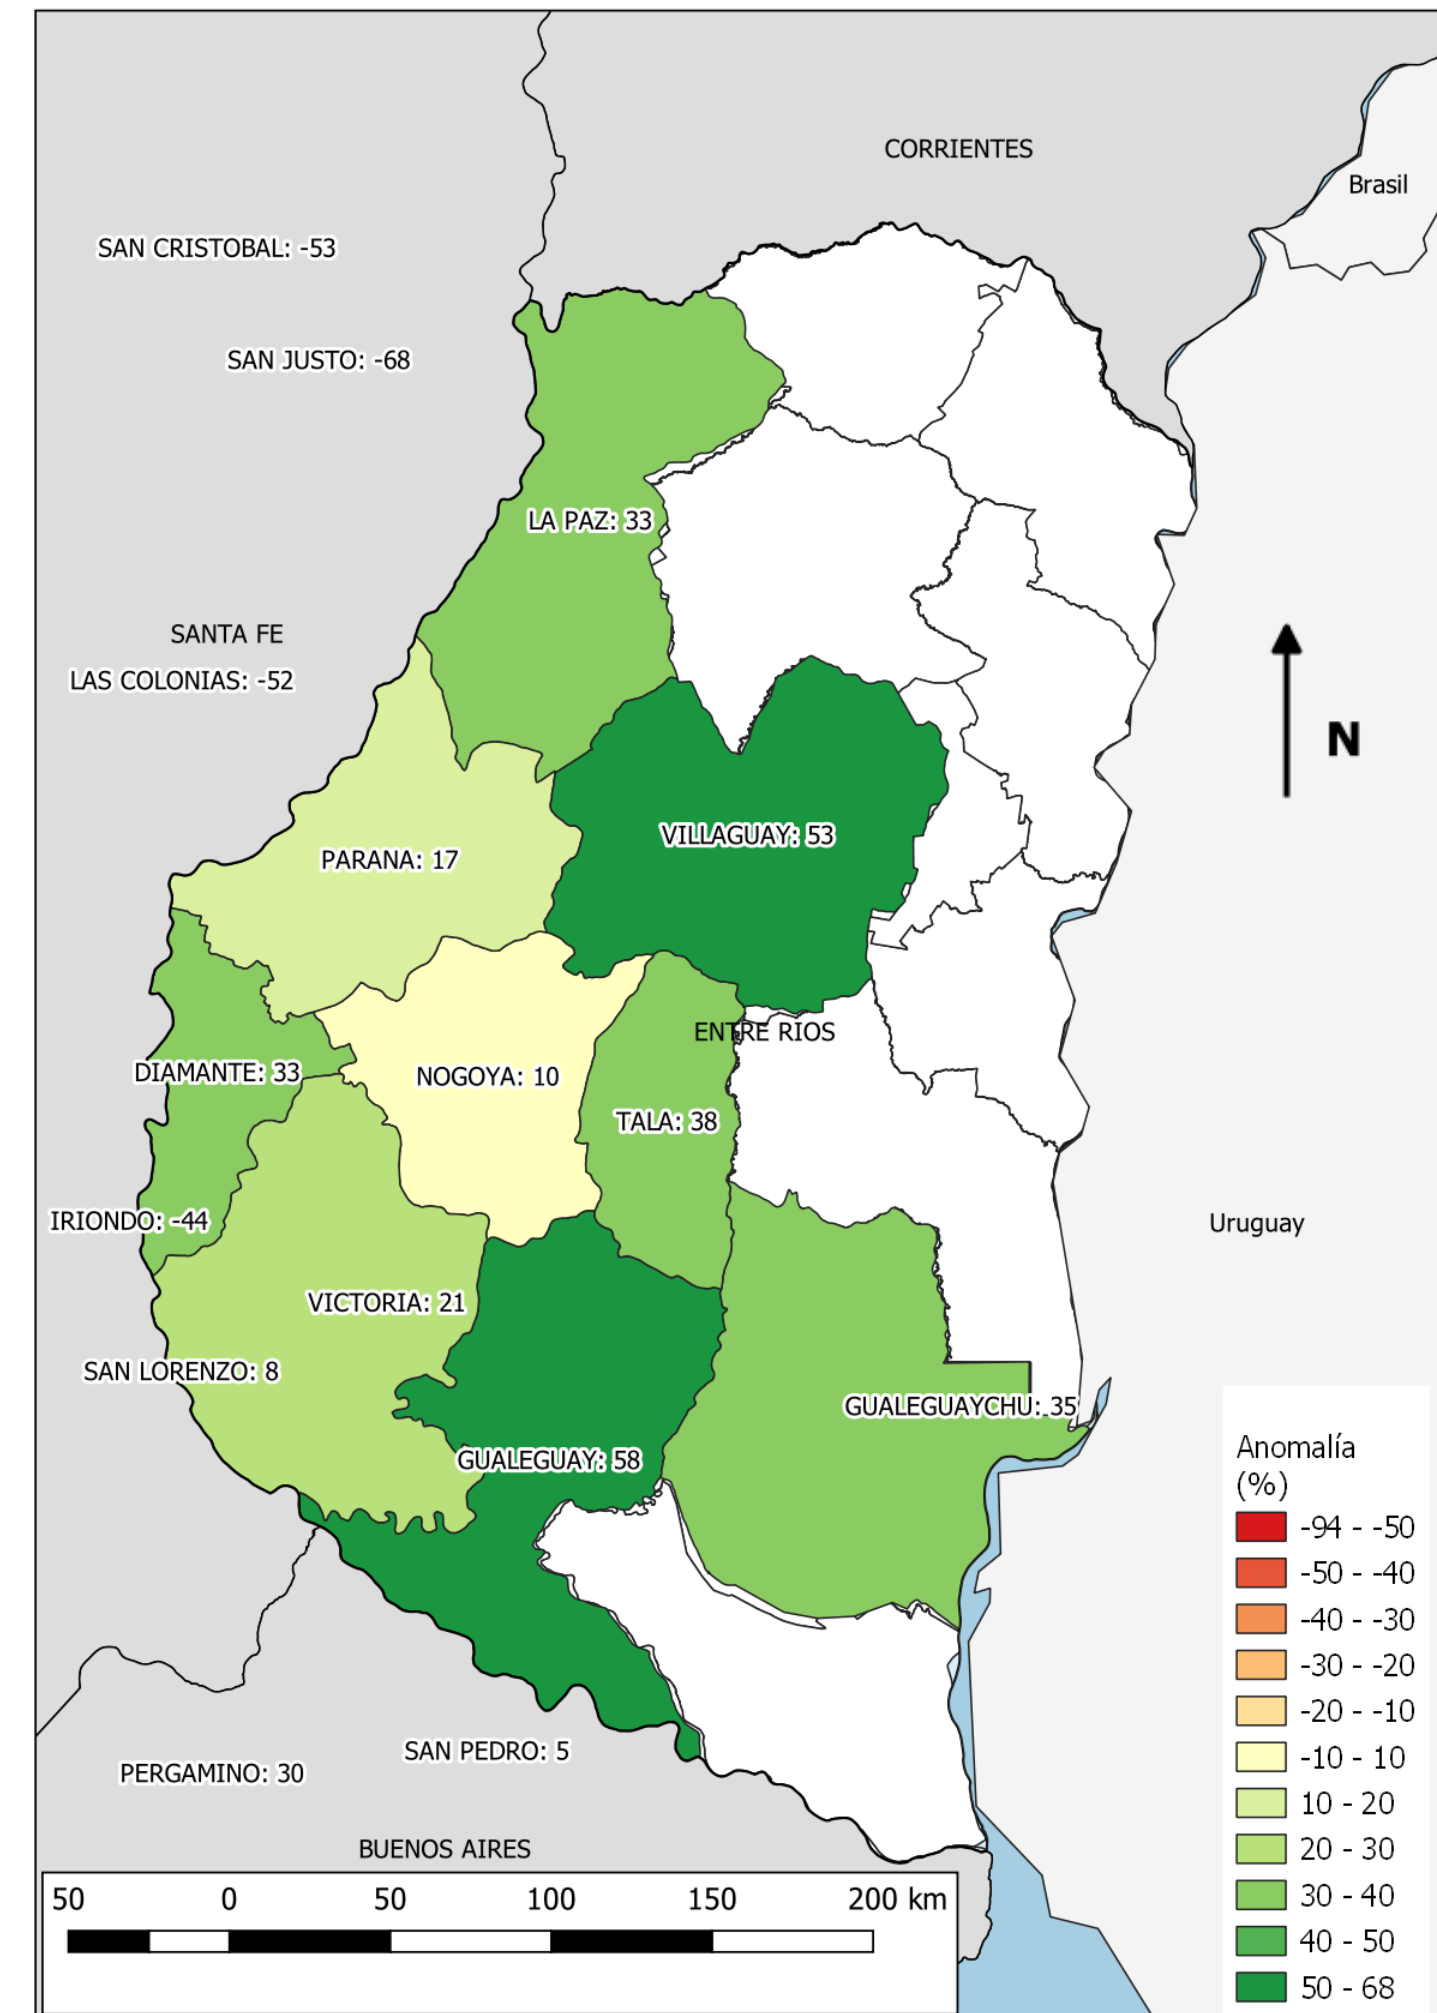 CORRIENTES
Brasil
SAN CRISTOBAL: -53
SAN JUSTO: -68
LA PAZ: 33
SANTA FE
LAS COLONIAS: -52
N
VILLAGUAY: 53
PARANA: 17
ENTRE RIOS
DIAMANTE: 33
NOGOYA: 10
TALA: 38
IRIONDO: -44
Uruguay
VICTORIA: 21
SAN LORENZO: 8
GUALEGUAYCHU: 35
GUALEGUAY: 58
SAN PEDRO: 5
PERGAMINO: 30
BUENOS AIRES
50 0 50 100 150 200 km
Anomalía
(%)
-94 - -50
-50 - -40
-40 - -30
-30 - -20
-20 - -10
-10 - 10
10 - 20
20 - 30
30 - 40
40 - 50
50 - 68